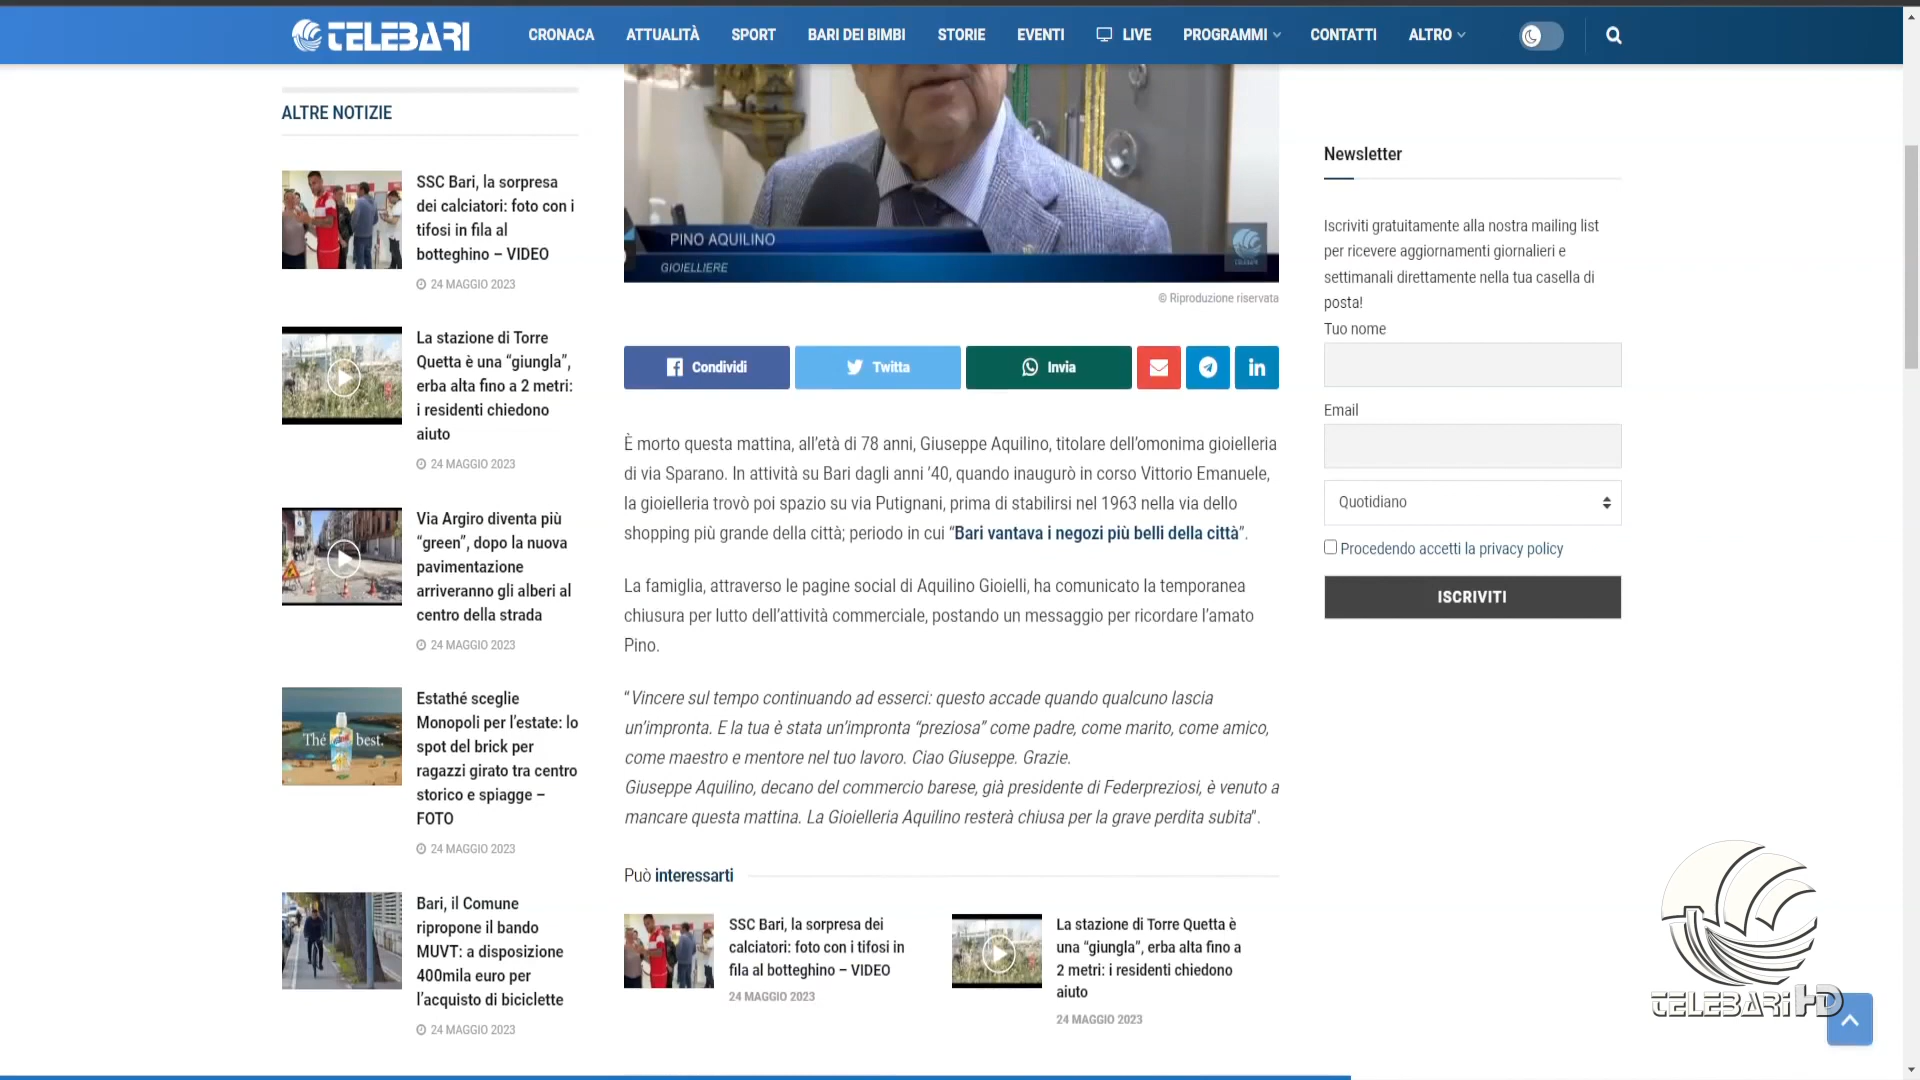 TELEBARI
CRONACA ATTUALITÀ SPORT BARI DEI BIMBI STORIE EVENTI LIVE PROGRAMMI CONTATTI ALTRO
ALTRE NOTIZIE
SSC Bari, la sorpresa
dei calciatori: foto con i
tifosi in fila al
botteghino – VIDEO
24 MAGGIO 2023
La stazione di Torre
Quetta è una “giungla”,
erba alta fino a 2 metri:
i residenti chiedono
aiuto
24 MAGGIO 2023
Via Argiro diventa più
“green”, dopo la nuova
pavimentazione
arriveranno gli alberi al
centro della strada
24 MAGGIO 2023
Thé best.
Estathé sceglie
Monopoli per l’estate: lo
spot del brick per
ragazzi girato tra centro
storico e spiagge –
FOTO
24 MAGGIO 2023
Bari, il Comune
ripropone il bando
MUVT: a disposizione
400mila euro per
l’acquisto di biciclette
24 MAGGIO 2023
PINO AQUILINO
GIOIELLIERE
TELEBARI
© Riproduzione riservata
Condividi Twitta Invia
È morto questa mattina, all’età di 78 anni, Giuseppe Aquilino, titolare dell’omonima gioielleria
di via Sparano. In attività su Bari dagli anni ’40, quando inaugurò in corso Vittorio Emanuele,
la gioielleria trovò poi spazio su via Putignani, prima di stabilirsi nel 1963 nella via dello
shopping più grande della città; periodo in cui “Bari vantava i negozi più belli della città”.
La famiglia, attraverso le pagine social di Aquilino Gioielli, ha comunicato la temporanea
chiusura per lutto dell’attività commerciale, postando un messaggio per ricordare l’amato
Pino.
“Vincere sul tempo continuando ad esserci: questo accade quando qualcuno lascia
un’impronta. E la tua è stata un’impronta “preziosa” come padre, come marito, come amico,
come maestro e mentore nel tuo lavoro. Ciao Giuseppe. Grazie.
Giuseppe Aquilino, decano del commercio barese, già presidente di Federpreziosi, è venuto a
mancare questa mattina. La Gioielleria Aquilino resterà chiusa per la grave perdita subita”.
Può interessarti
SSC Bari, la sorpresa dei
calciatori: foto con i tifosi in
fila al botteghino – VIDEO
24 MAGGIO 2023
La stazione di Torre Quetta è
una “giungla”, erba alta fino a
2 metri: i residenti chiedono
aiuto
24 MAGGIO 2023
Newsletter
Iscriviti gratuitamente alla nostra mailing list
per ricevere aggiornamenti giornalieri e
settimanali direttamente nella tua casella di
posta!
Tuo nome
Email
Quotidiano
Procedendo accetti la privacy policy
ISCRIVITI
TELEBARI HD